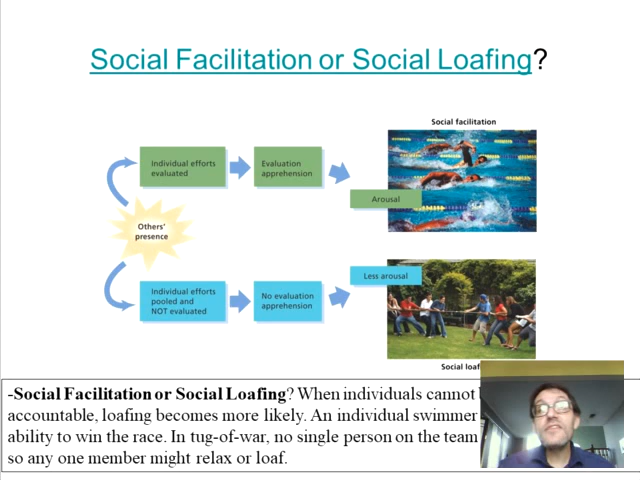 Social Facilitation or Social Loafing?
Social facilitation
Individual efforts
evaluated
Evaluation
apprehension
Arousal
Others'
presence
Individual efforts
pooled and
NOT evaluated
No evaluation
apprehension
Less arousal
Social
-Social Facilitation or Social Loafing? When individuals cannot
accountable, loafing becomes more likely. An individual swimmer
ability to win the race. In tug-of-war, no single person on the team
so any one member might relax or loaf.